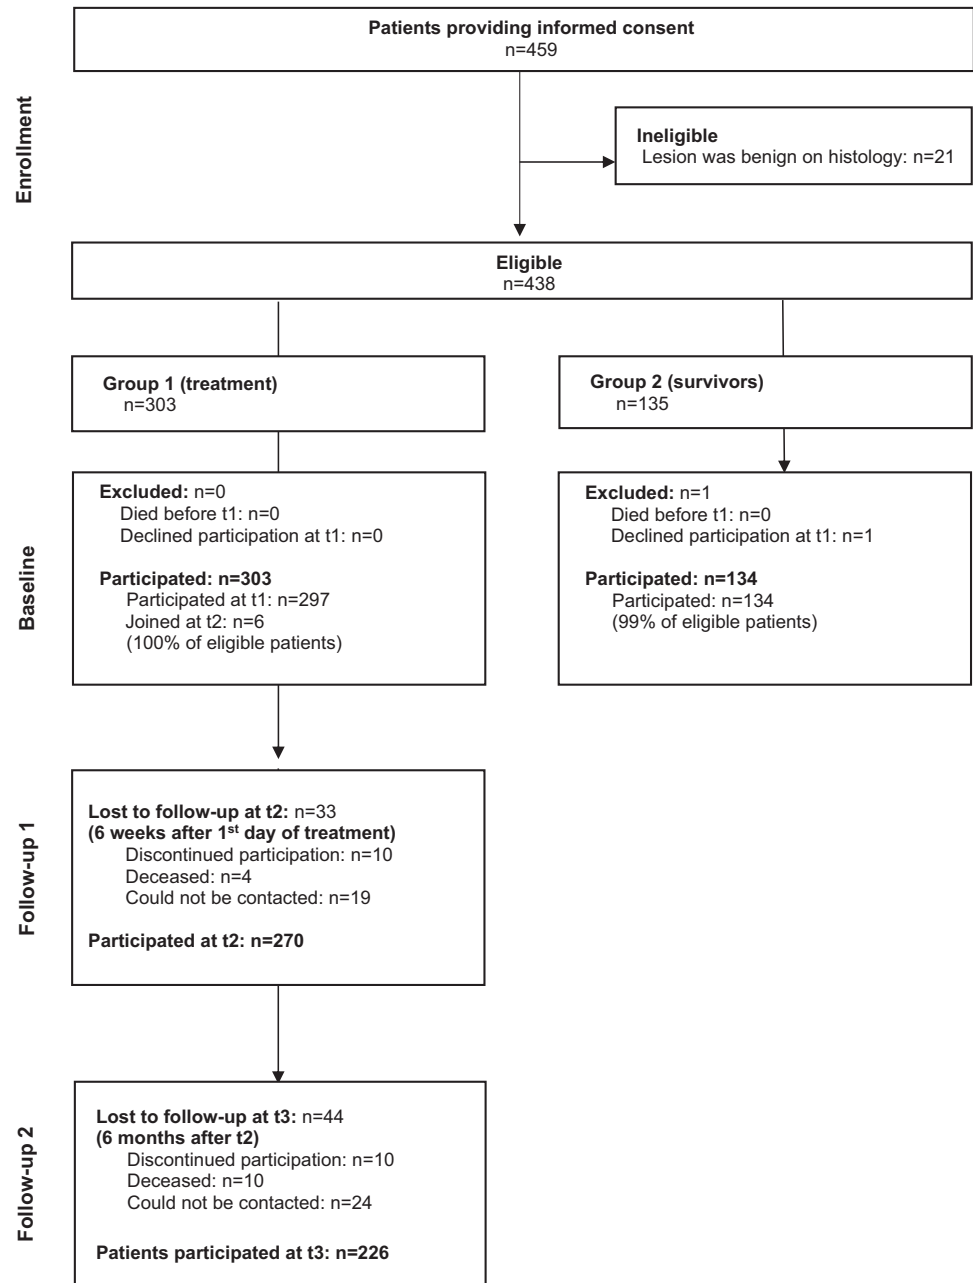 Enrollment
Patients providing informed consent
n=459
Ineligible
Lesion was benign on histology: n=21
Eligible
n=438
Group 1 (treatment)
n=303
Group 2 (survivors)
n=135
Baseline
Excluded: n=0
Died before t1: n=0
Declined participation at t1: n=0
Participated: n=303
Participated at t1: n=297
Joined at t2: n=6
(100% of eligible patients)
Excluded: n=1
Died before t1: n=0
Declined participation at t1: n=1
Participated: n=134
Participated: n=134
(99% of eligible patients)
Follow-up 1
Lost to follow-up at t2: n=33
(6 weeks after 1st day of treatment)
Discontinued participation: n=10
Deceased: n=4
Could not be contacted: n=19
Participated at t2: n=270
Follow-up 2
Lost to follow-up at t3: n=44
(6 months after t2)
Discontinued participation: n=10
Deceased: n=10
Could not be contacted: n=24
Patients participated at t3: n=226